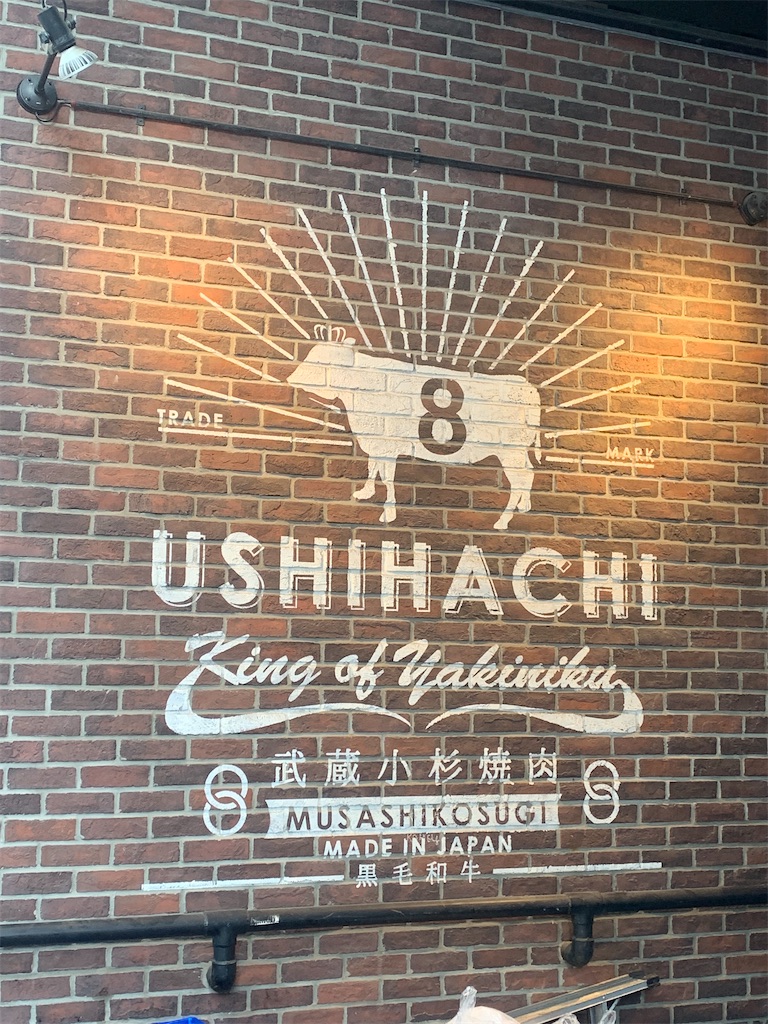 TRADE
8
MARK
USHIHACHI
King of Yakiniku
武蔵小杉焼肉
MUSASHIKOSUGI
MADE IN JAPAN
黒毛和牛